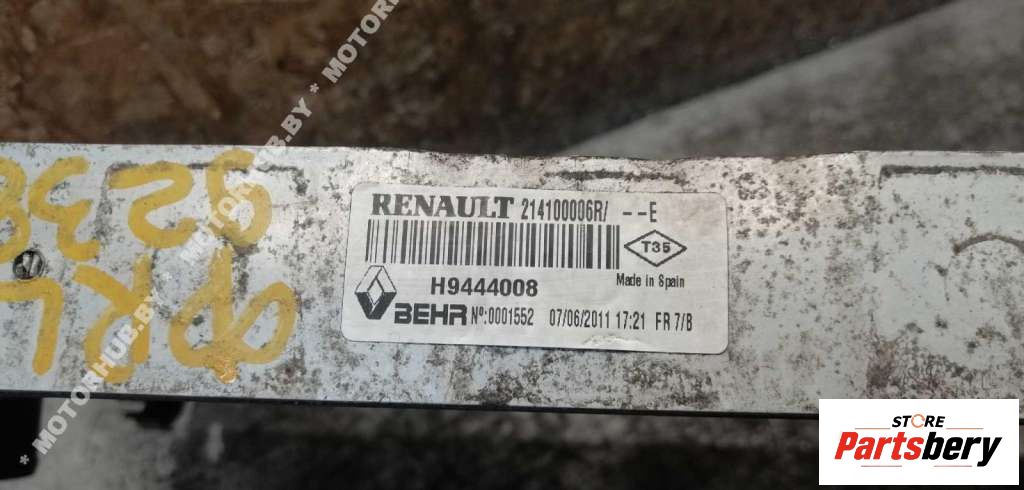 RENAULT 214100006R/ --E
T35
H9444008
Made in Spain
BEHR Nº:0001552 07/06/2011 17:21 FR 7/B
* MOTORHUB.BY * MOTORHUB.BY *
STORE
Partsbery